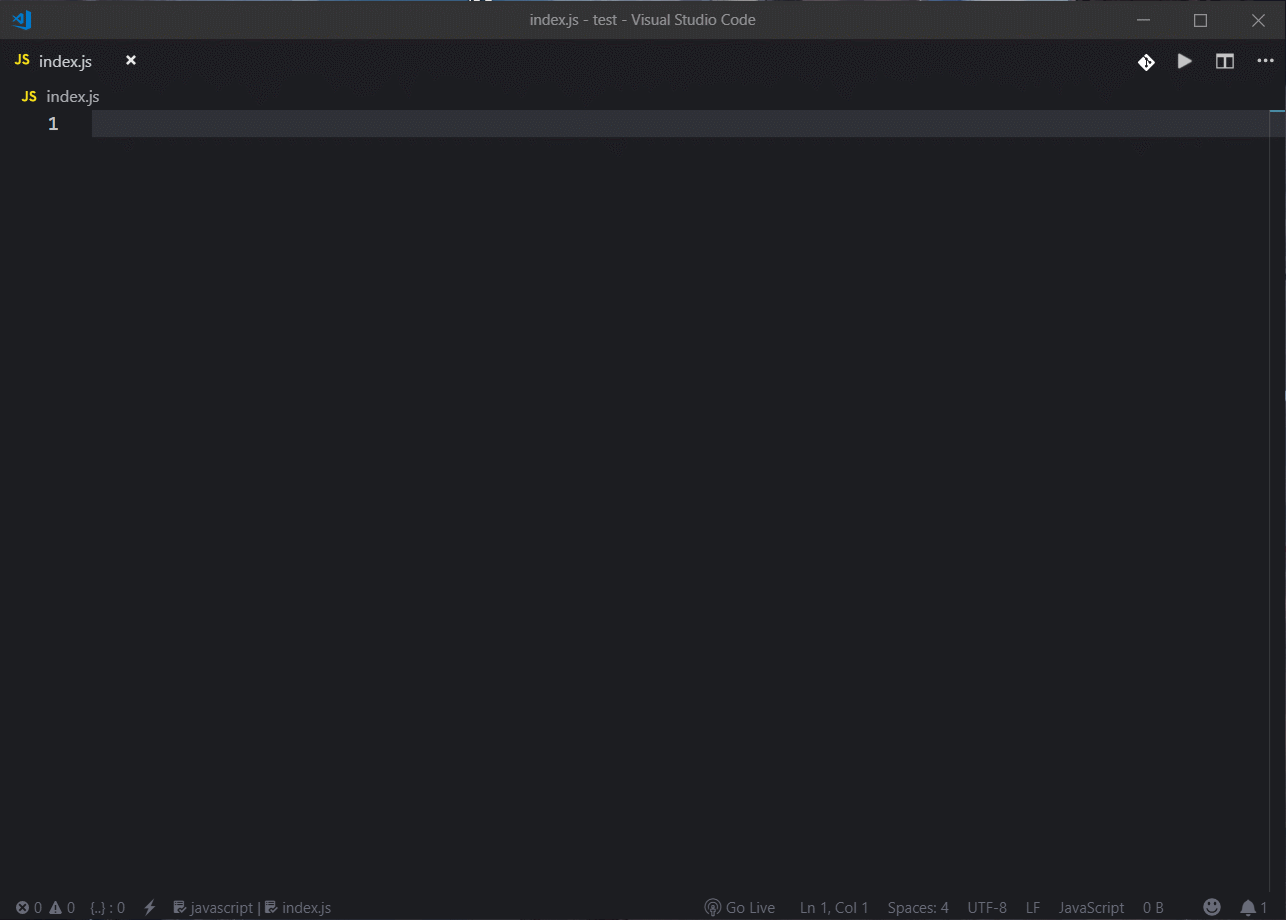 index.js - test - Visual Studio Code
JS index.js
JS index.js
1
0 0 {..} : 0 javascript | index.js Go Live Ln 1, Col 1 Spaces: 4 UTF-8 LF JavaScript 0 B 1